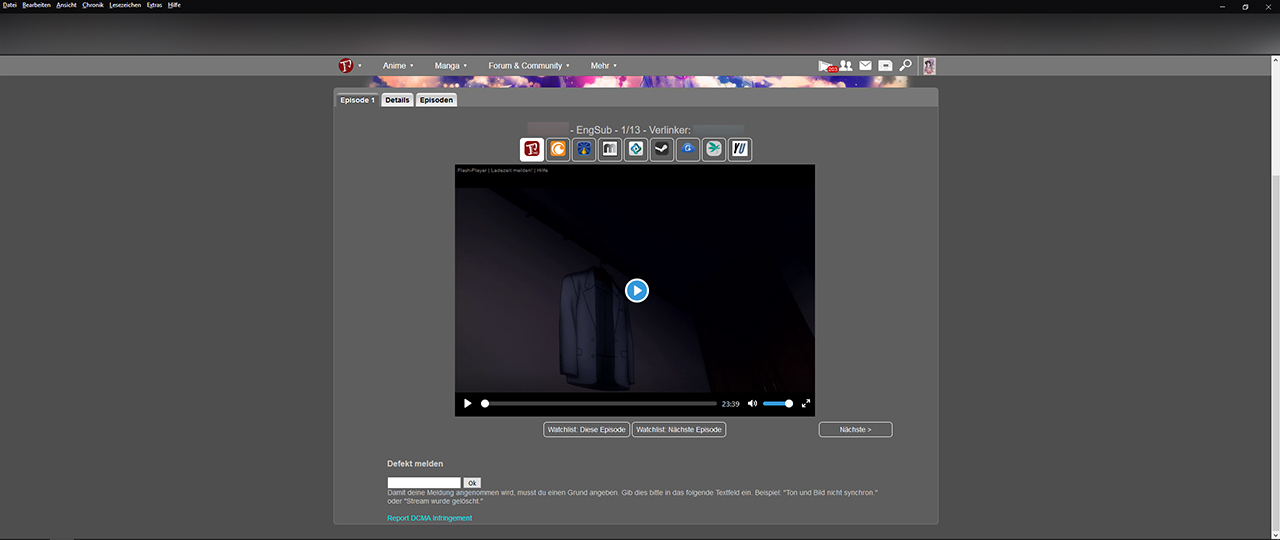 Datei Bearbeiten Ansicht Chronik Lesezeichen Extras Hilfe
Anime Manga Forum & Community Mehr 203
Episode 1 Details Episoden
- EngSub - 1/13 - Verlinker:
YU
Flash-Player | Ladezeit melden! | Hilfe
23:39
Watchlist: Diese Episode Watchlist: Nächste Episode Nächste >
Defekt melden
Ok
Damit deine Meldung angenommen wird, musst du einen Grund angeben. Gib dies bitte in das folgende Textfeld ein. Beispiel: "Ton und Bild nicht synchron."
oder "Stream wurde gelöscht."
Report DCMA Infringement